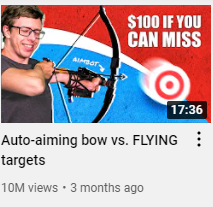 $100 IF YOU
CAN MISS
AIMBOT
17:36
Auto-aiming bow vs. FLYING
targets
10M views • 3 months ago